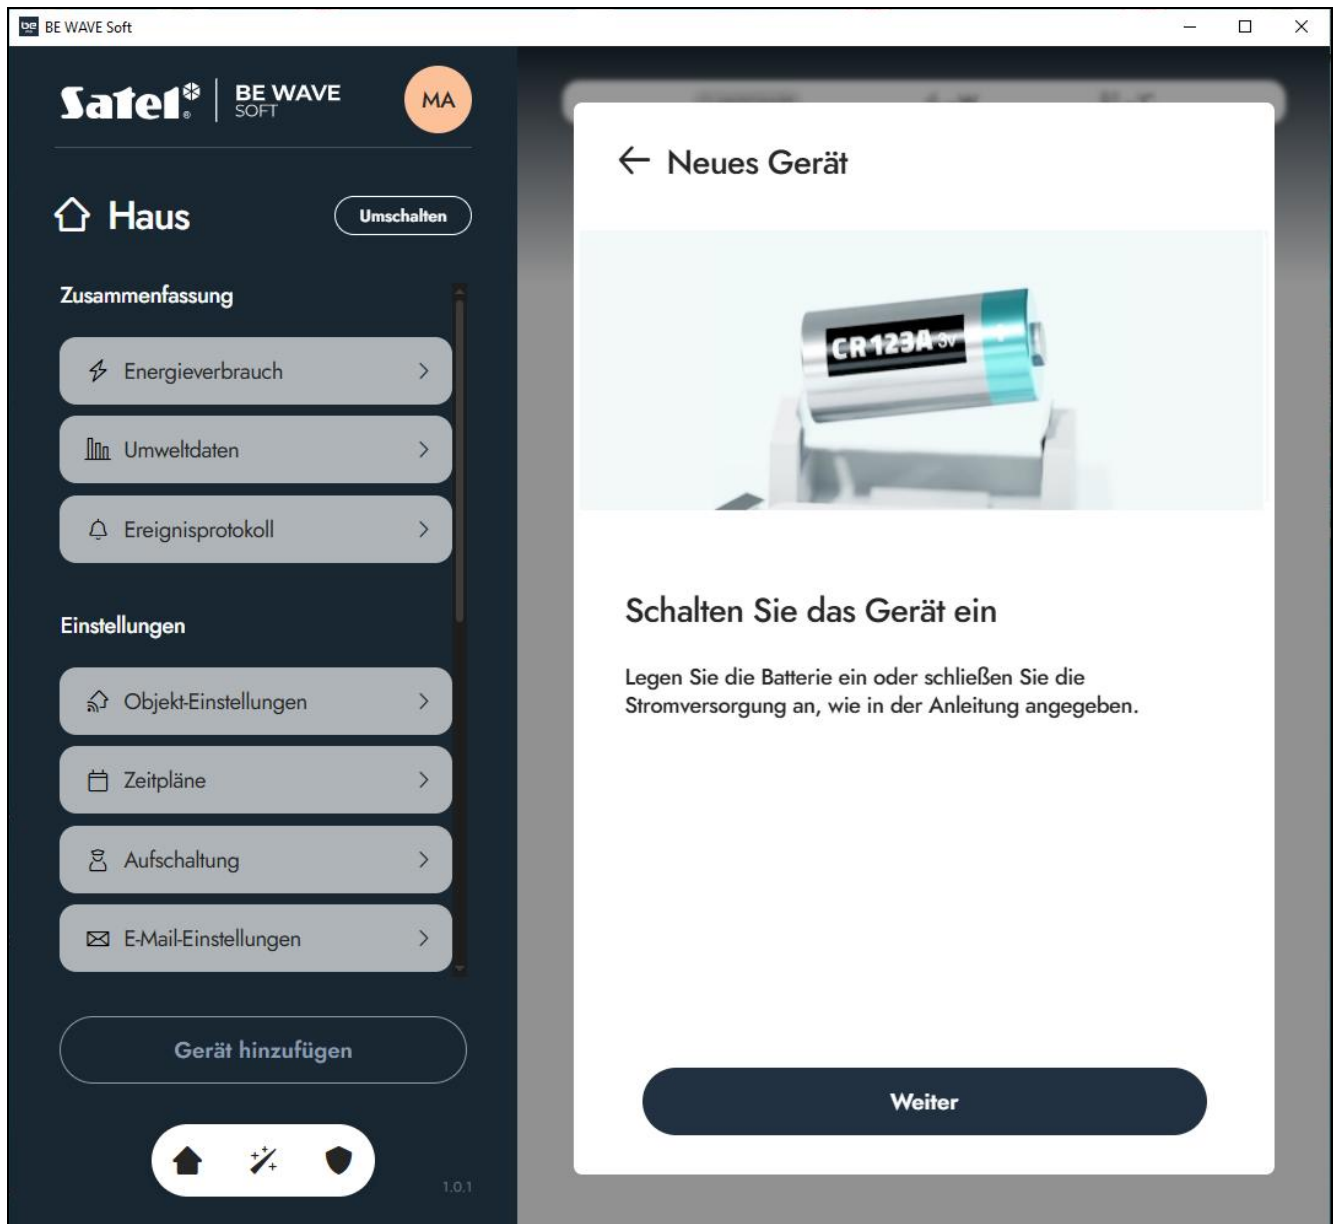 BE WAVE Soft
Satel
BE WAVE
SOFT
MA
Haus
Umschalten
Zusammenfassung
Energieverbrauch
Umweltdaten
Ereignisprotokoll
Einstellungen
Objekt-Einstellungen
Zeitpläne
Aufschaltung
E-Mail-Einstellungen
Gerät hinzufügen
1.0.1
Neues Gerät
CR123A 3v
Schalten Sie das Gerät ein
Legen Sie die Batterie ein oder schließen Sie die
Stromversorgung an, wie in der Anleitung angegeben.
Weiter